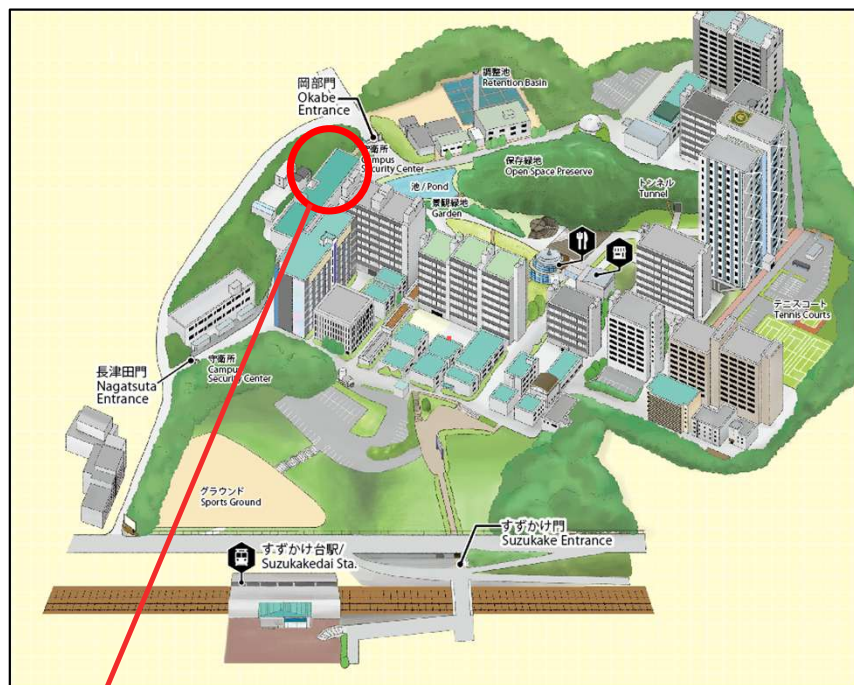 調整池
Retention Basin
岡部門
Okabe
Entrance
守衛所
Campus
Security Center
保存緑地
Open Space Preserve
池 / Pond
トンネル
Tunnel
景観緑地
Garden
テニスコート
Tennis Courts
守衛所
Campus
Security Center
長津田門
Nagatsuta
Entrance
グラウンド
Sports Ground
すずかけ門
Suzukake Entrance
すずかけ台駅/
Suzukakedai Sta.